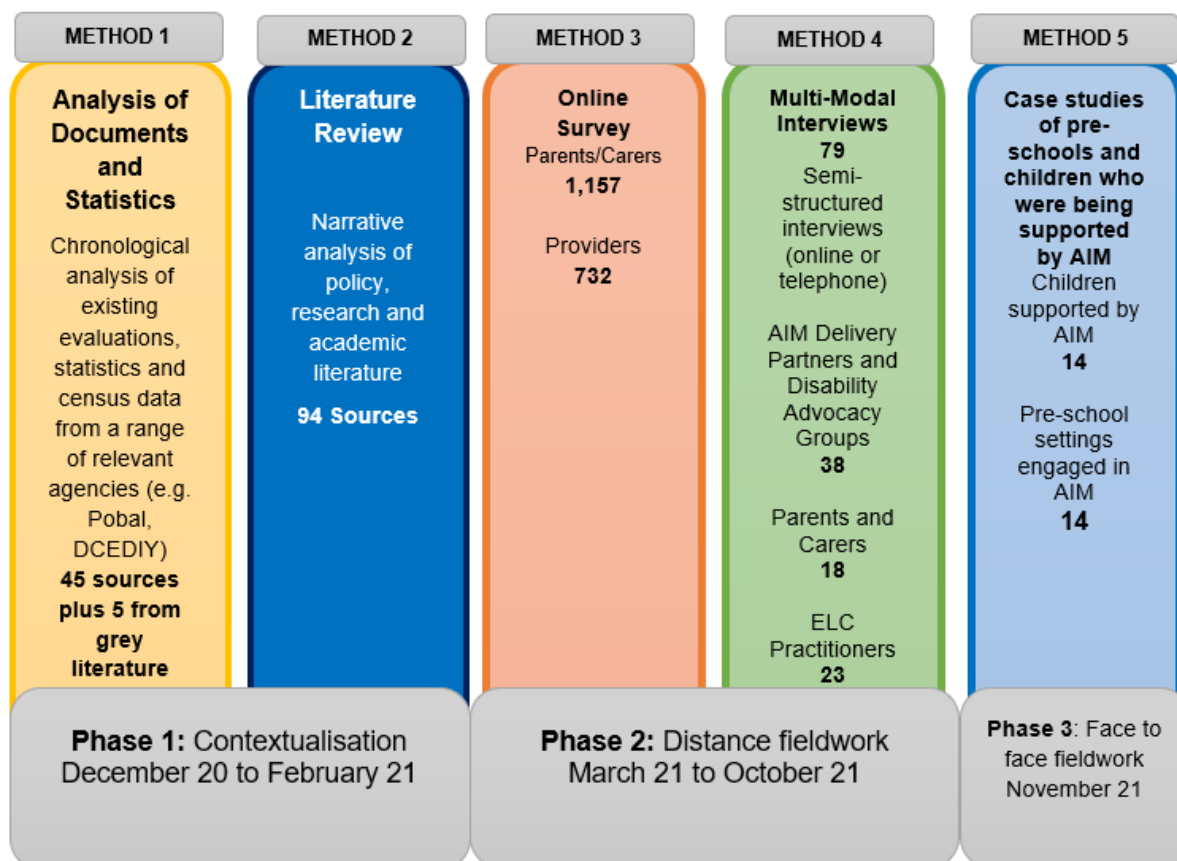 METHOD 1
Analysis of
Documents
and
Statistics
Chronological
analysis of
existing
evaluations,
statistics and
census data
from a range
of relevant
agencies (e.g.
Pobal,
DCEDIY)
45 sources
plus 5 from
grey
literature
METHOD 2
Literature
Review
Narrative
analysis of
policy,
research and
academic
literature
94 Sources
METHOD 3
Online
Survey
Parents/Carers
1,157
Providers
732
METHOD 4
Multi-Modal
Interviews
79
Semi-
structured
interviews
(online or
telephone)
AIM Delivery
Partners and
Disability
Advocacy
Groups
38
Parents and
Carers
18
ELC
Practitioners
23
METHOD 5
Case studies
of pre-
schools and
children who
were being
supported
by AIM
Children
supported by
AIM
14
Pre-school
settings
engaged in
AIM
14
Phase 1: Contextualisation
December 20 to February 21
Phase 2: Distance fieldwork
March 21 to October 21
Phase 3: Face to
face fieldwork
November 21